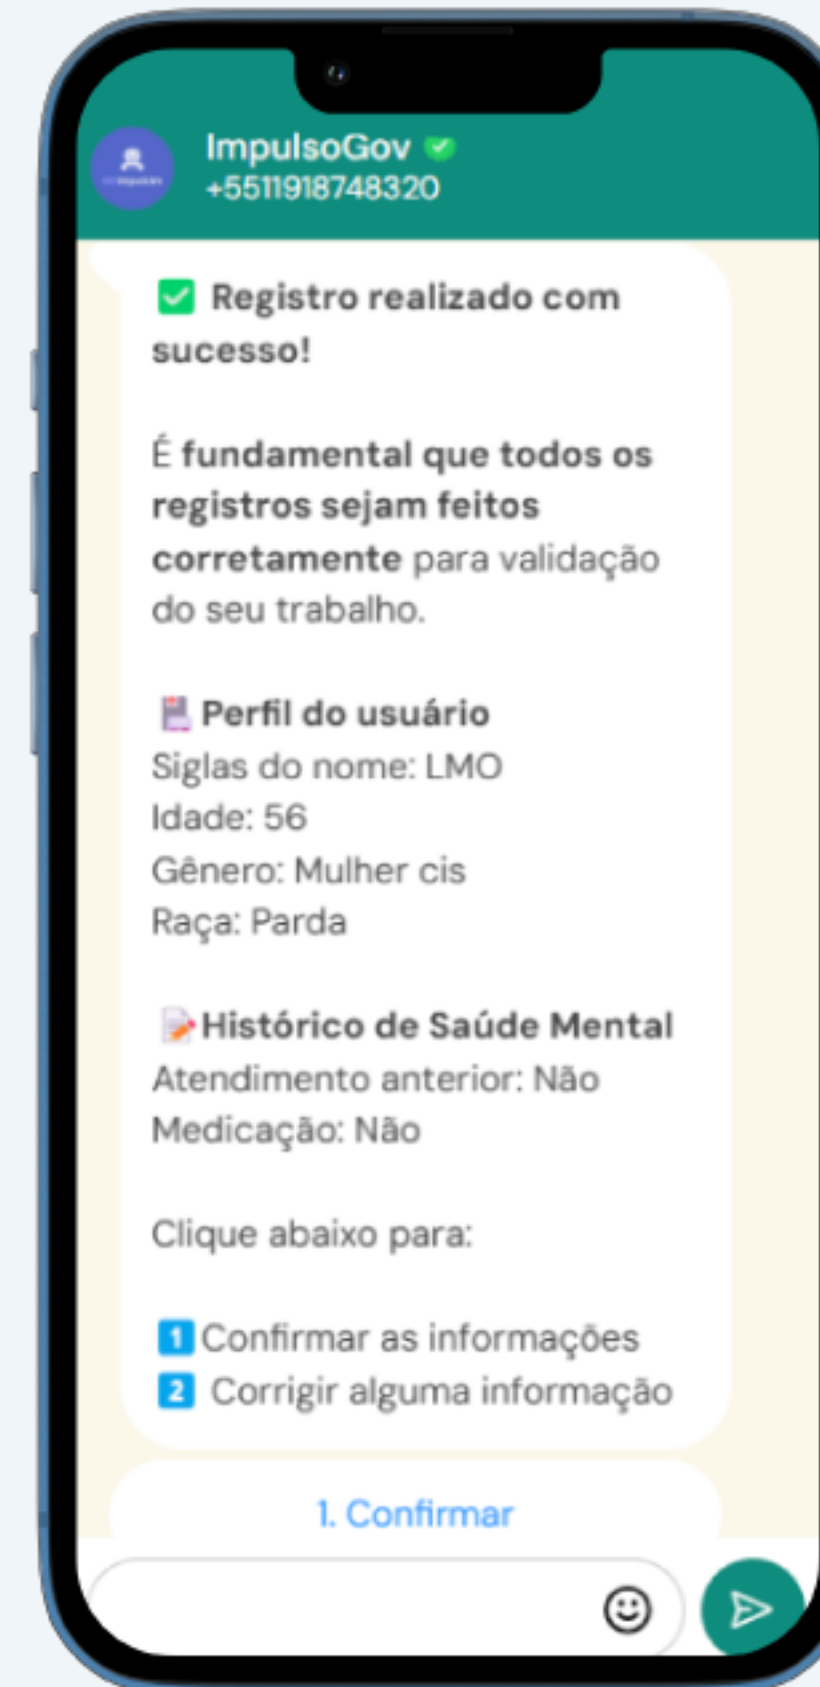 ImpulsoGov
+5511918748320
✅ Registro realizado com
sucesso!
É fundamental que todos os
registros sejam feitos
corretamente para validação
do seu trabalho.
💾 Perfil do usuário
Siglas do nome: LMO
Idade: 56
Gênero: Mulher cis
Raça: Parda
📝 Histórico de Saúde Mental
Atendimento anterior: Não
Medicação: Não
Clique abaixo para:
1️⃣ Confirmar as informações
2️⃣ Corrigir alguma informação
1. Confirmar